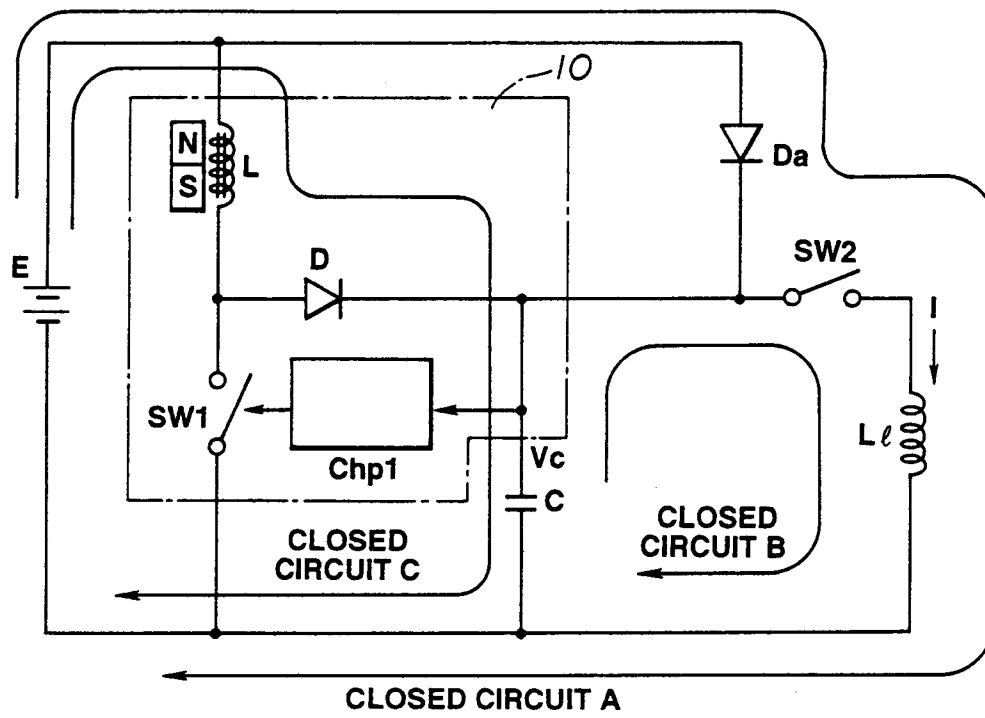 10
N
S
L
Da
E
D
SW2
I
SW1
Chp1
Vc
C
Lℓ
CLOSED
CIRCUIT B
CLOSED
CIRCUIT C
CLOSED CIRCUIT A